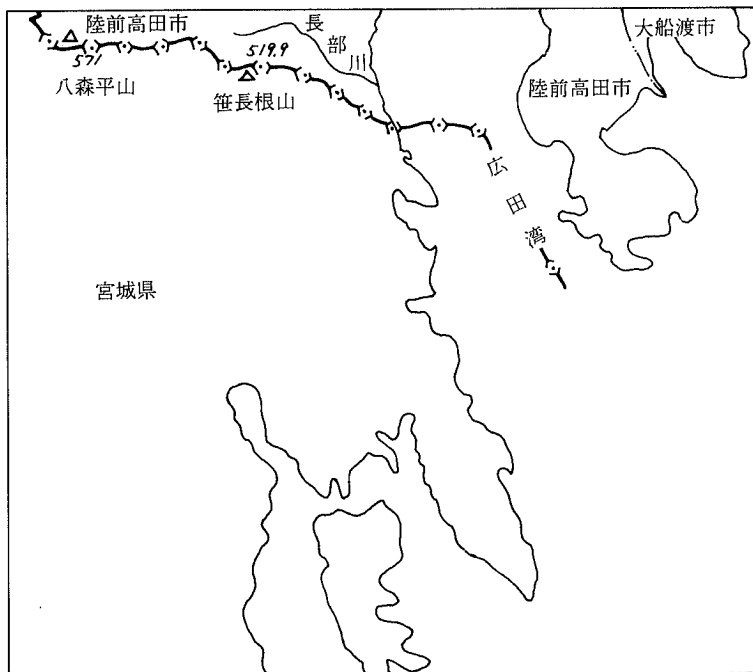 陸前高田市
571
八森平山
519.9
笹長根山
長部川
大船渡市
陸前高田市
広田湾
宮城県